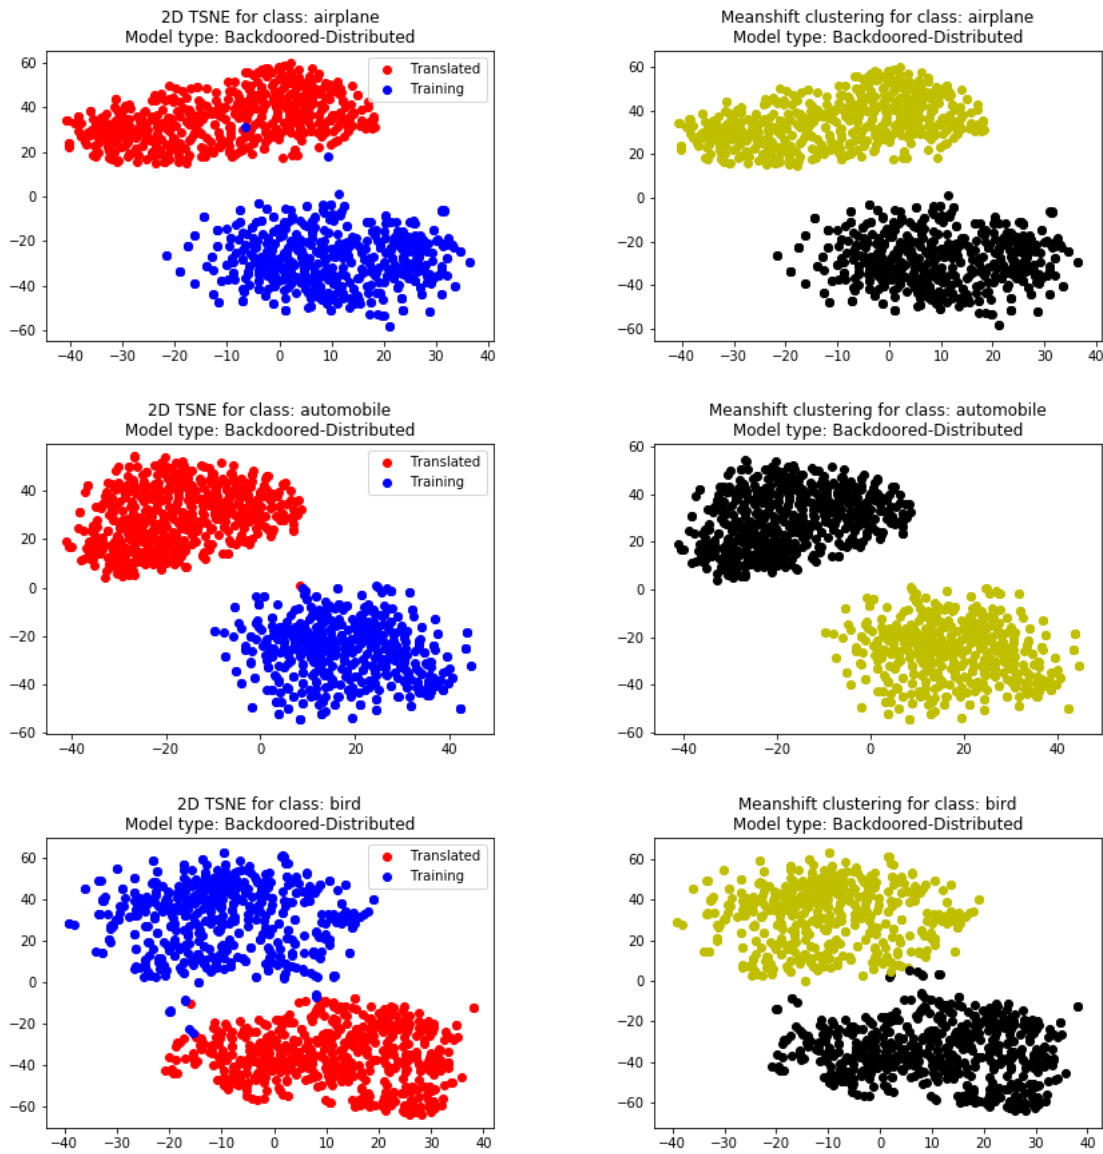 2D TSNE for class: airplane
Model type: Backdoored-Distributed
Translated
Training
60
40
20
0
−20
−40
−60
−40 −30 −20 −10 0 10 20 30 40
Meanshift clustering for class: airplane
Model type: Backdoored-Distributed
60
40
20
0
−20
−40
−60
−40 −30 −20 −10 0 10 20 30 40
2D TSNE for class: automobile
Model type: Backdoored-Distributed
Translated
Training
40
20
0
−20
−40
−60
−40 −20 0 20 40
Meanshift clustering for class: automobile
Model type: Backdoored-Distributed
60
40
20
0
−20
−40
−60
−40 −20 0 20 40
2D TSNE for class: bird
Model type: Backdoored-Distributed
Translated
Training
60
40
20
0
−20
−40
−60
−40 −30 −20 −10 0 10 20 30 40
Meanshift clustering for class: bird
Model type: Backdoored-Distributed
60
40
20
0
−20
−40
−60
−40 −30 −20 −10 0 10 20 30 40